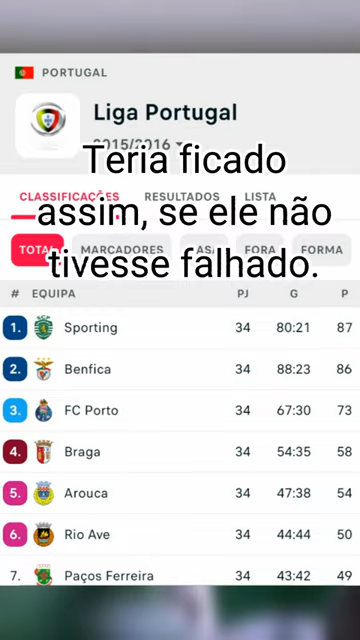 PORTUGAL
Liga Portugal
2015/2016
Teria ficado
CLASSIFICAÇÕES RESULTADOS LISTA
assim, se ele não
TOTAL MARCADORES CASA FORA FORMA
tivesse falhado.
# EQUIPA PJ G P
1. Sporting 34 80:21 87
2. Benfica 34 88:23 86
3. FC Porto 34 67:30 73
4. Braga 34 54:35 58
5. Arouca 34 47:38 54
6. Rio Ave 34 44:44 50
7. Paços Ferreira 34 43:42 49